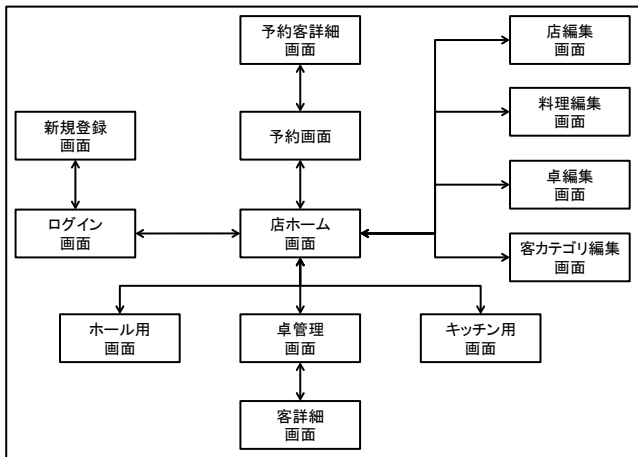 予約客詳細
画面
店編集
画面
新規登録
画面
予約画面
料理編集
画面
卓編集
画面
ログイン
画面
店ホーム
画面
客カテゴリ編集
画面
ホール用
画面
卓管理
画面
キッチン用
画面
客詳細
画面